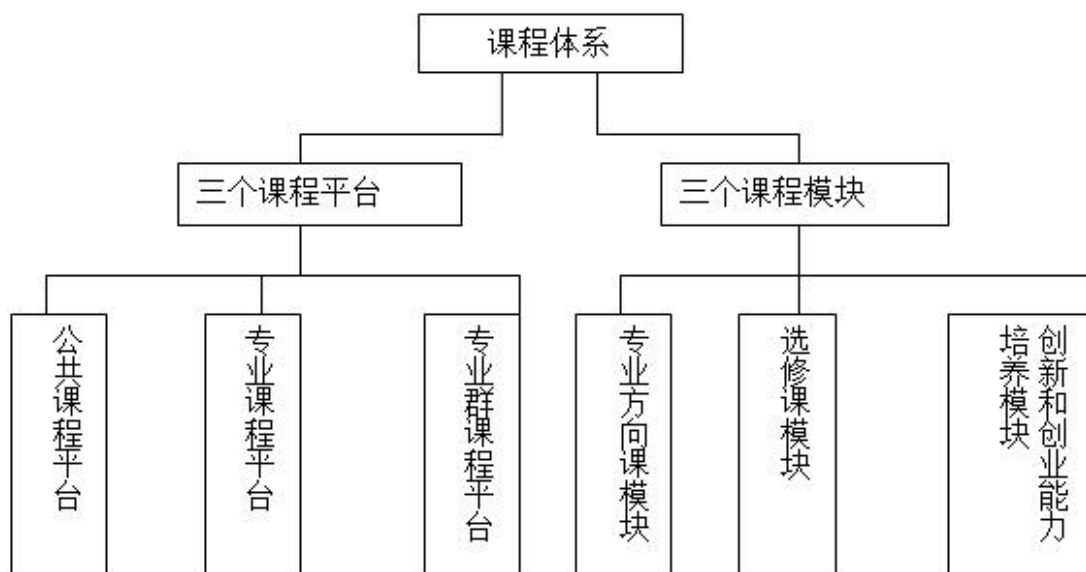 课程体系
三个课程平台
三个课程模块
公共课程平台
专业课程平台
专业群课程平台
专业方向课模块
选修课模块
创新和创业能力
培养模块